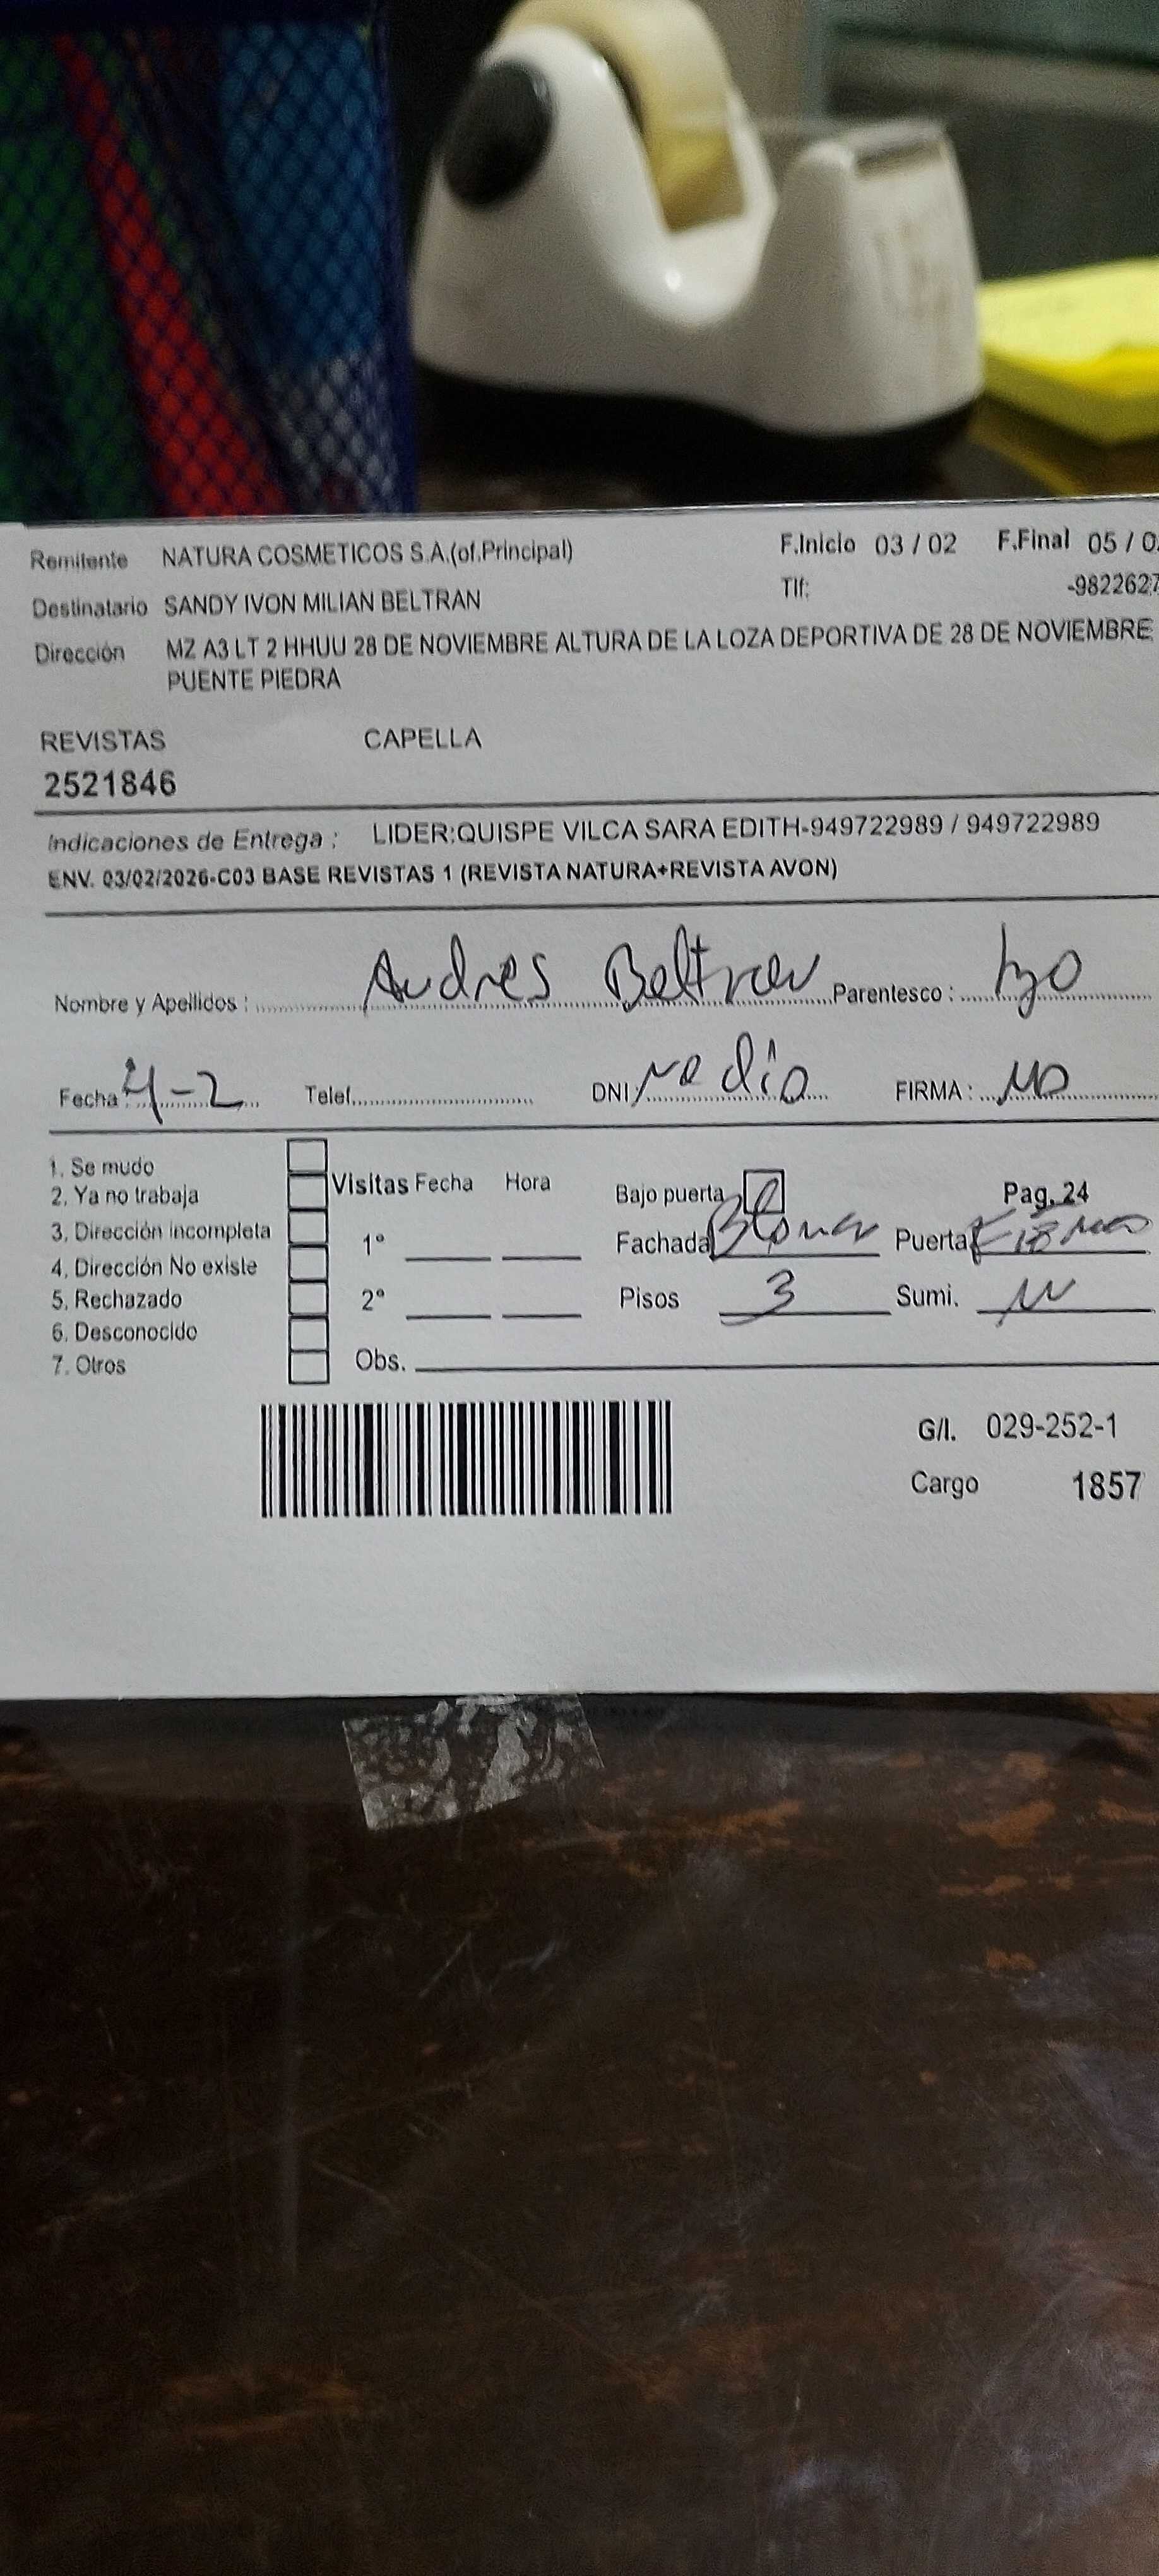 Remitente NATURA COSMETICOS S.A.(of.Principal) F.Inicio 03 / 02 F.Final 05 / 0
Tlf: -9822627
Destinatario SANDY IVON MILIAN BELTRAN
Dirección MZ A3 LT 2 HHUU 28 DE NOVIEMBRE ALTURA DE LA LOZA DEPORTIVA DE 28 DE NOVIEMBRE
PUENTE PIEDRA
REVISTAS CAPELLA
2521846
Indicaciones de Entrega : LIDER:QUISPE VILCA SARA EDITH-949722989 / 949722989
ENV. 03/02/2026-C03 BASE REVISTAS 1 (REVISTA NATURA+REVISTA AVON)
Nombre y Apellidos : Andres Beltran Parentesco :
Fecha : 4-2 Telef. DNI/ no dio FIRMA : no
1. Se mudo
2. Ya no trabaja
3. Dirección incompleta
4. Dirección No existe
5. Rechazado
6. Desconocido
7. Otros
Visitas Fecha Hora
1º
2º
Obs.
Bajo puerta Pag. 24
Fachada Puerta
Pisos 3 Sumi.
G/I. 029-252-1
Cargo 1857